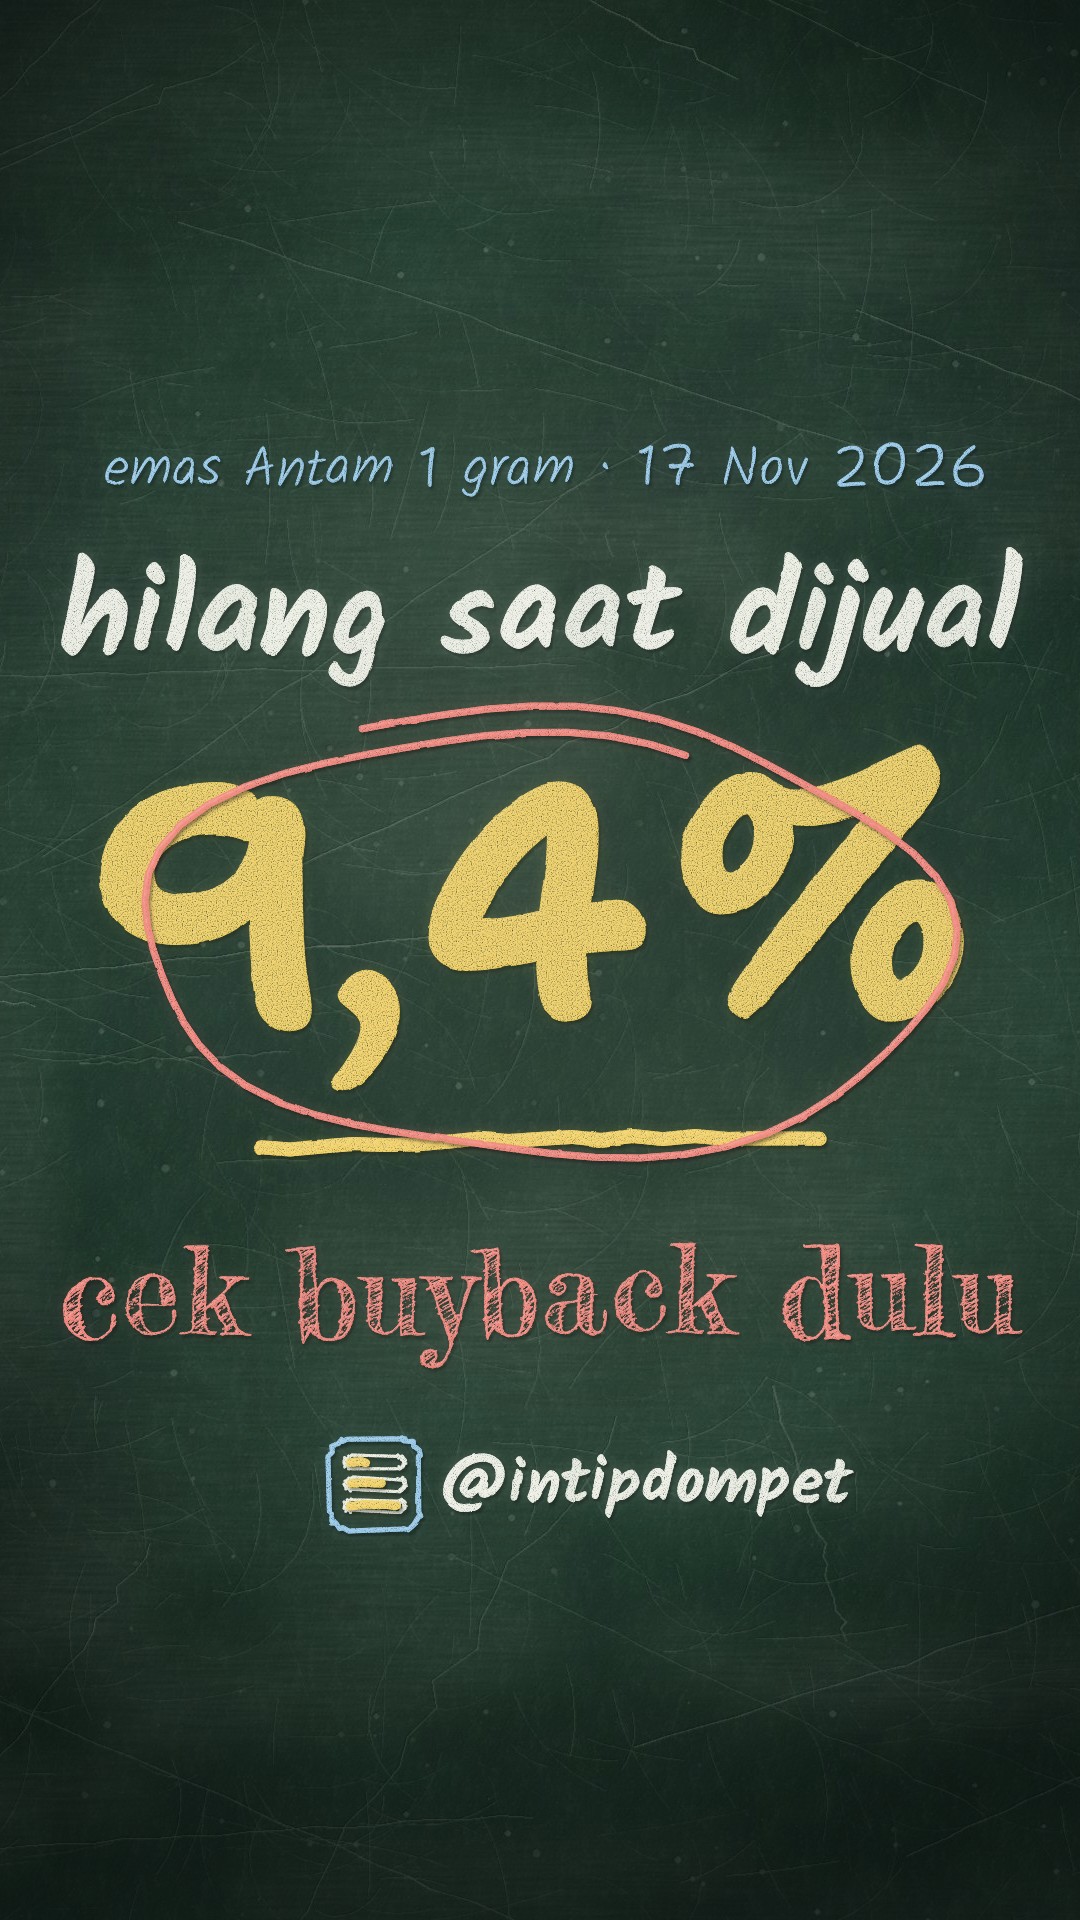 emas Antam 1 gram · 17 Nov 2026
hilang saat dijual
9,4%
cek buyback dulu
@intipdompet